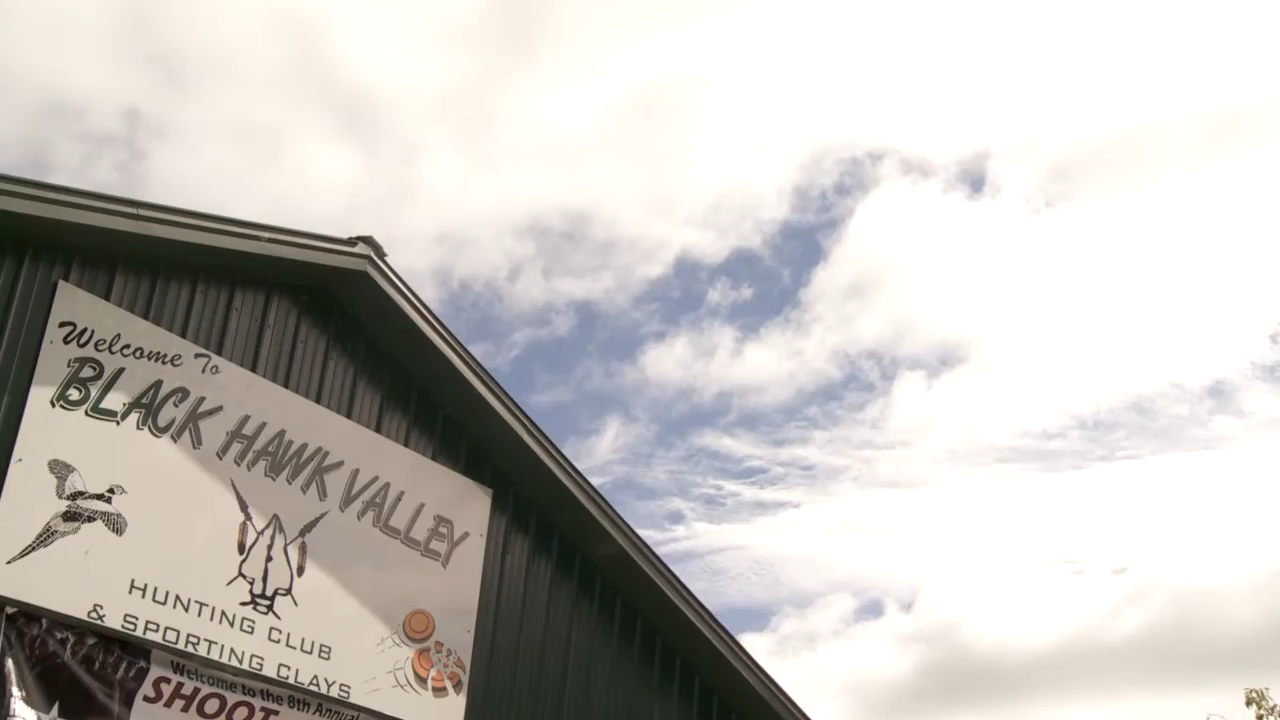 Welcome To
BLACK HAWK VALLEY
HUNTING CLUB
& SPORTING CLAYS
Welcome to the 8th Annual
SHOOT